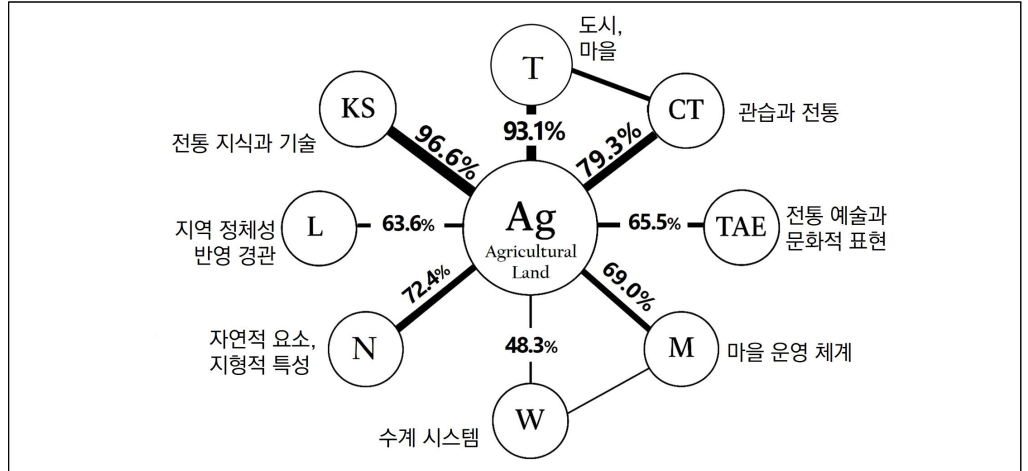 도시,
마을
T
KS
CT
관습과 전통
전통 지식과 기술
96.6%
93.1%
79.3%
지역 정체성
반영 경관
L
63.6%
Ag
Agricultural
Land
65.5%
TAE
전통 예술과
문화적 표현
72.4%
69.0%
자연적 요소,
지형적 특성
N
48.3%
M
마을 운영 체계
W
수계 시스템